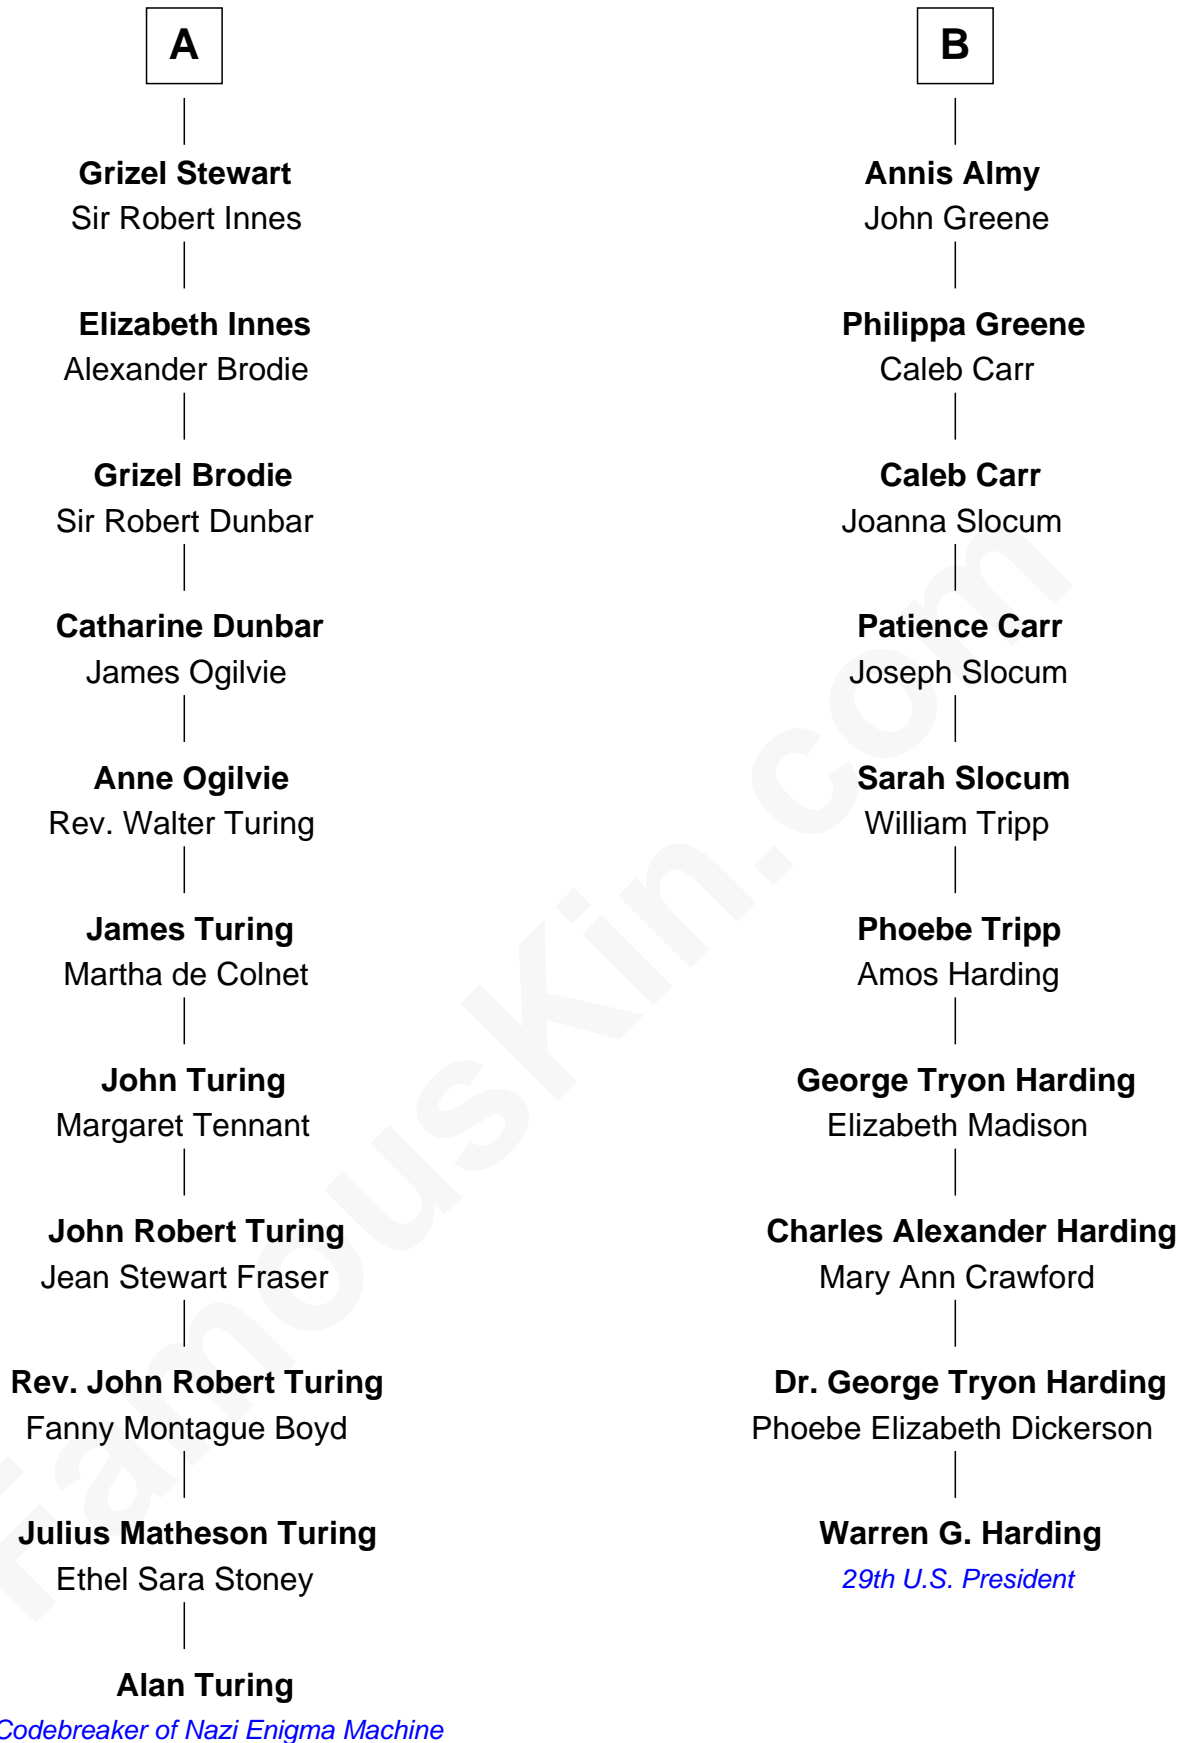 A
Grizel Stewart
Sir Robert Innes
Elizabeth Innes
Alexander Brodie
Grizel Brodie
Sir Robert Dunbar
Catharine Dunbar
James Ogilvie
Anne Ogilvie
Rev. Walter Turing
James Turing
Martha de Colnet
John Turing
Margaret Tennant
John Robert Turing
Jean Stewart Fraser
Rev. John Robert Turing
Fanny Montague Boyd
Julius Matheson Turing
Ethel Sara Stoney
Alan Turing
Codebreaker of Nazi Enigma Machine
B
Annis Almy
John Greene
Philippa Greene
Caleb Carr
Caleb Carr
Joanna Slocum
Patience Carr
Joseph Slocum
Sarah Slocum
William Tripp
Phoebe Tripp
Amos Harding
George Tryon Harding
Elizabeth Madison
Charles Alexander Harding
Mary Ann Crawford
Dr. George Tryon Harding
Phoebe Elizabeth Dickerson
Warren G. Harding
29th U.S. President
FamousKin.com